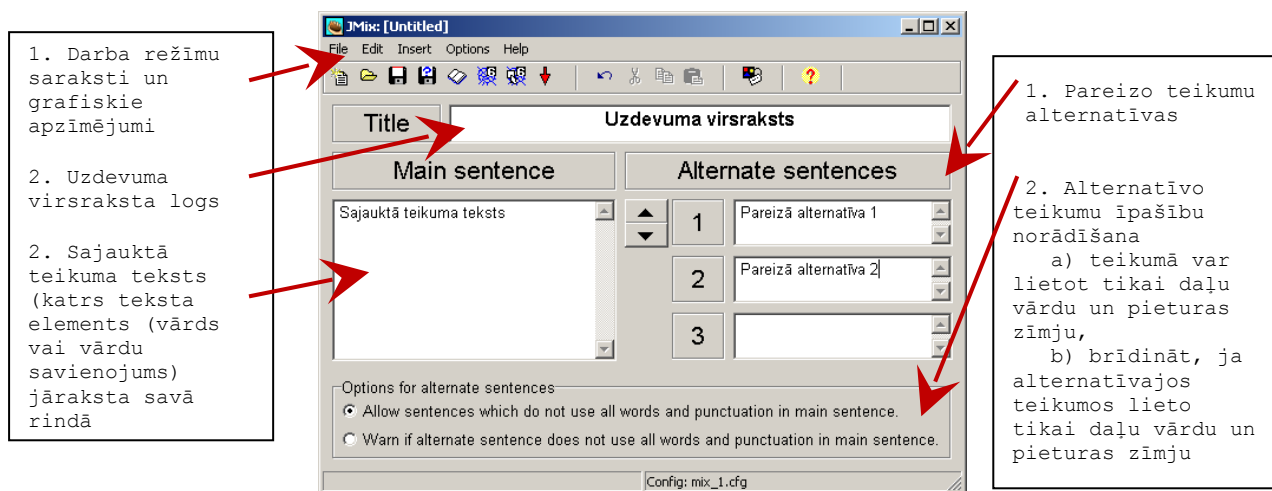 1. Darba režīmu
saraksti un
grafiskie
apzīmējumi
2. Uzdevuma
virsraksta logs
2. Sajauktā
teikuma teksts
(katrs teksta
elements (vārds
vai vārdu
savienojums)
jāraksta savā
rindā
JMix: [Untitled]
File Edit Insert Options Help
Title
Uzdevuma virsraksts
Main sentence
Alternate sentences
Sajauktā teikuma teksts
1
Pareizā alternatīva 1
2
Pareizā alternatīva 2
3
Options for alternate sentences
Allow sentences which do not use all words and punctuation in main sentence.
Warn if alternate sentence does not use all words and punctuation in main sentence.
Config: mix_1.cfg
1. Pareizo teikumu
alternatīvas
2. Alternatīvo
teikumu īpašību
norādīšana
a) teikumā var
lietot tikai daļu
vārdu un pieturas
zīmju,
b) brīdināt, ja
alternatīvajos
teikumos lieto
tikai daļu vārdu un
pieturas zīmju